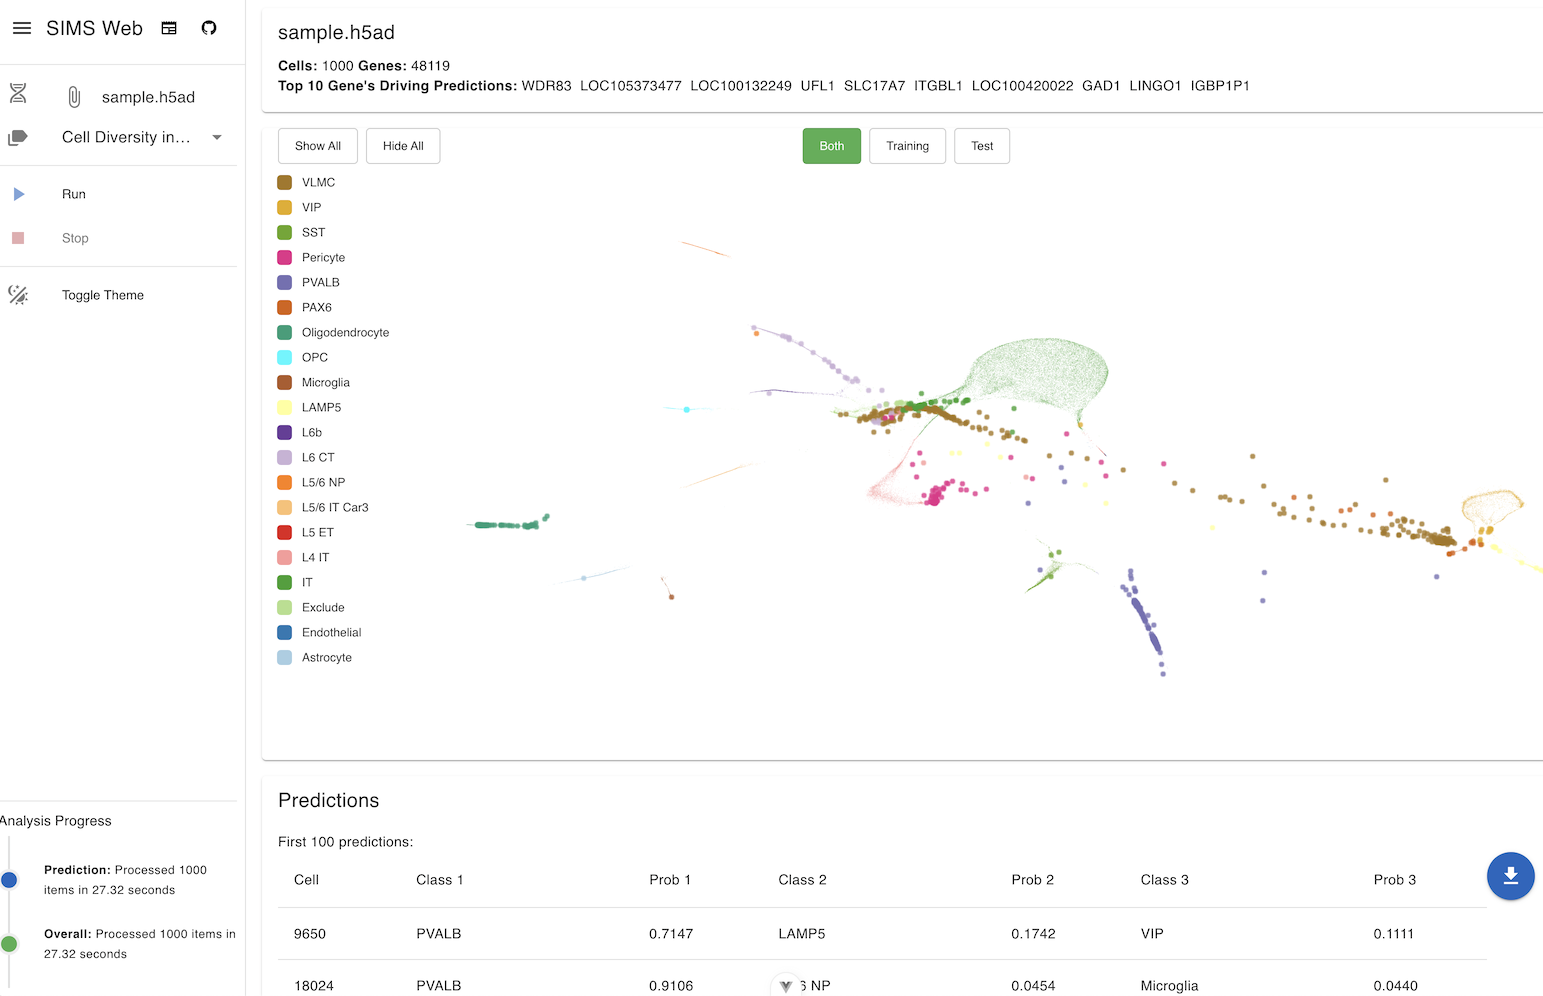 SIMS Web
sample.h5ad
Cell Diversity in...
Run
Stop
Toggle Theme
Analysis Progress
Prediction: Processed 1000
items in 27.32 seconds
Overall: Processed 1000 items in
27.32 seconds
sample.h5ad
Cells: 1000 Genes: 48119
Top 10 Gene's Driving Predictions: WDR83 LOC105373477 LOC100132249 UFL1 SLC17A7 ITGBL1 LOC100420022 GAD1 LINGO1 IGBP1P1
Show All Hide All Both Training Test
VLMC
VIP
SST
Pericyte
PVALB
PAX6
Oligodendrocyte
OPC
Microglia
LAMP5
L6b
L6 CT
L5/6 NP
L5/6 IT Car3
L5 ET
L4 IT
IT
Exclude
Endothelial
Astrocyte
Predictions
First 100 predictions:
Cell Class 1 Prob 1 Class 2 Prob 2 Class 3 Prob 3
9650 PVALB 0.7147 LAMP5 0.1742 VIP 0.1111
18024 PVALB 0.9106 NP 0.0454 Microglia 0.0440